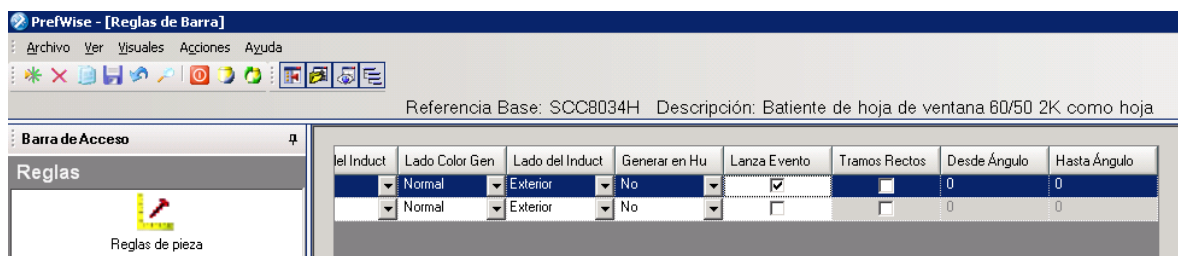 PrefWise - [Reglas de Barra]
Archivo Ver Visuales Acciones Ayuda
Referencia Base: SCC8034H Descripción: Batiente de hoja de ventana 60/50 2K como hoja
Barra de Acceso
Reglas
Reglas de pieza
del Induct Lado Color Gen Lado del Induct Generar en Hu Lanza Evento Tramos Rectos Desde Ángulo Hasta Ángulo
Normal Exterior No 0 0
Normal Exterior No 0 0